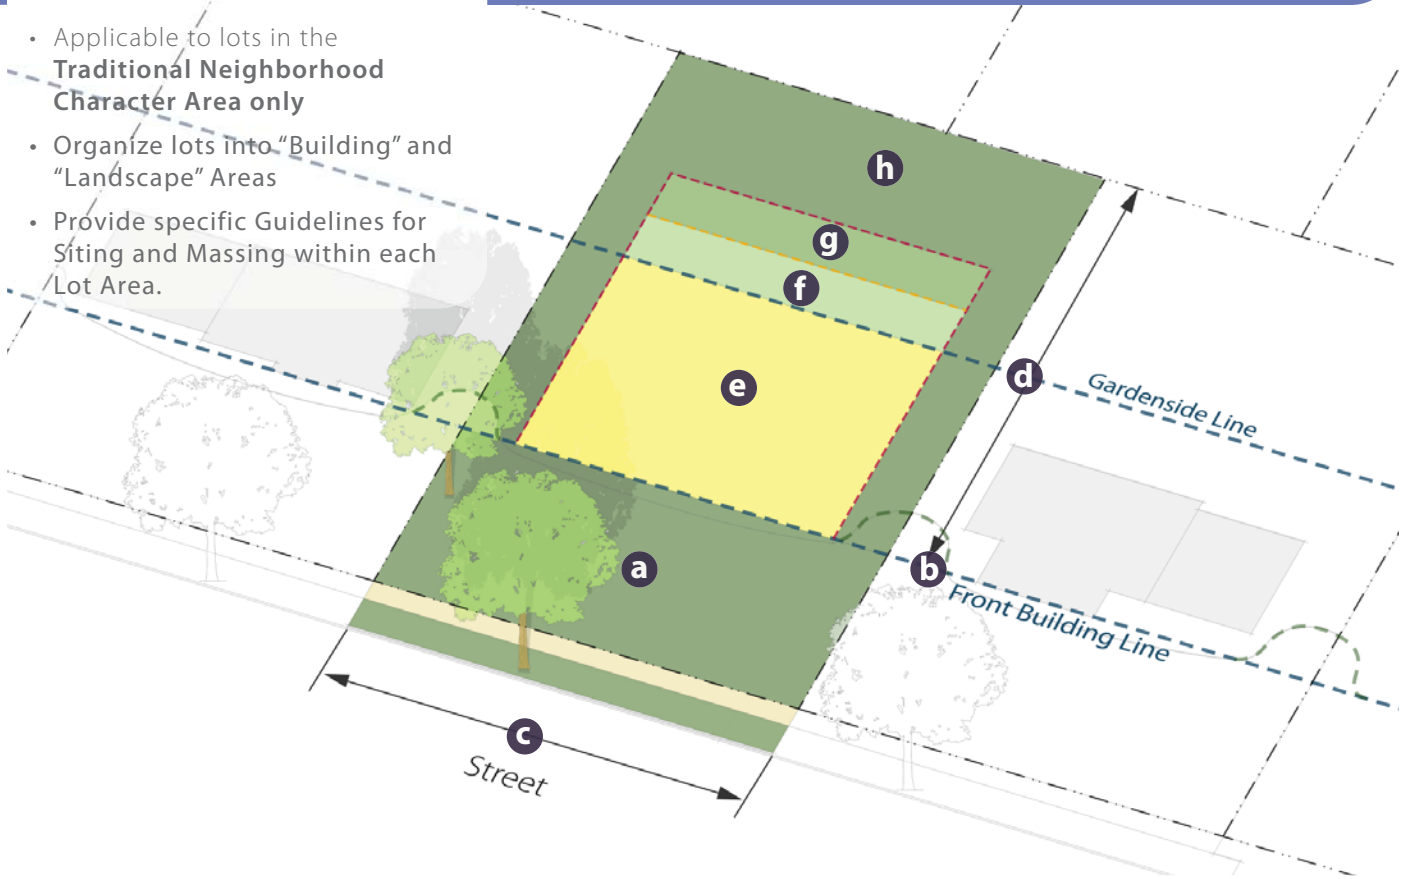 • Applicable to lots in the
Traditional Neighborhood
Character Area only
• Organize lots into “Building” and
“Landscape” Areas
• Provide specific Guidelines for
Siting and Massing within each
Lot Area.
h
g
f
e
d
Gardenside Line
a
b
Front Building Line
c
Street